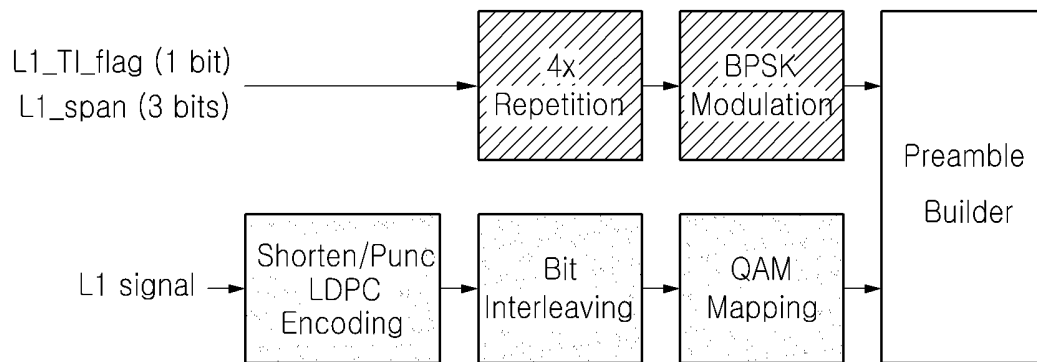 L1_TI_flag (1 bit)
L1_span (3 bits)
4x
Repetition
BPSK
Modulation
Preamble
Builder
L1 signal
Shorten/Punc
LDPC
Encoding
Bit
Interleaving
QAM
Mapping